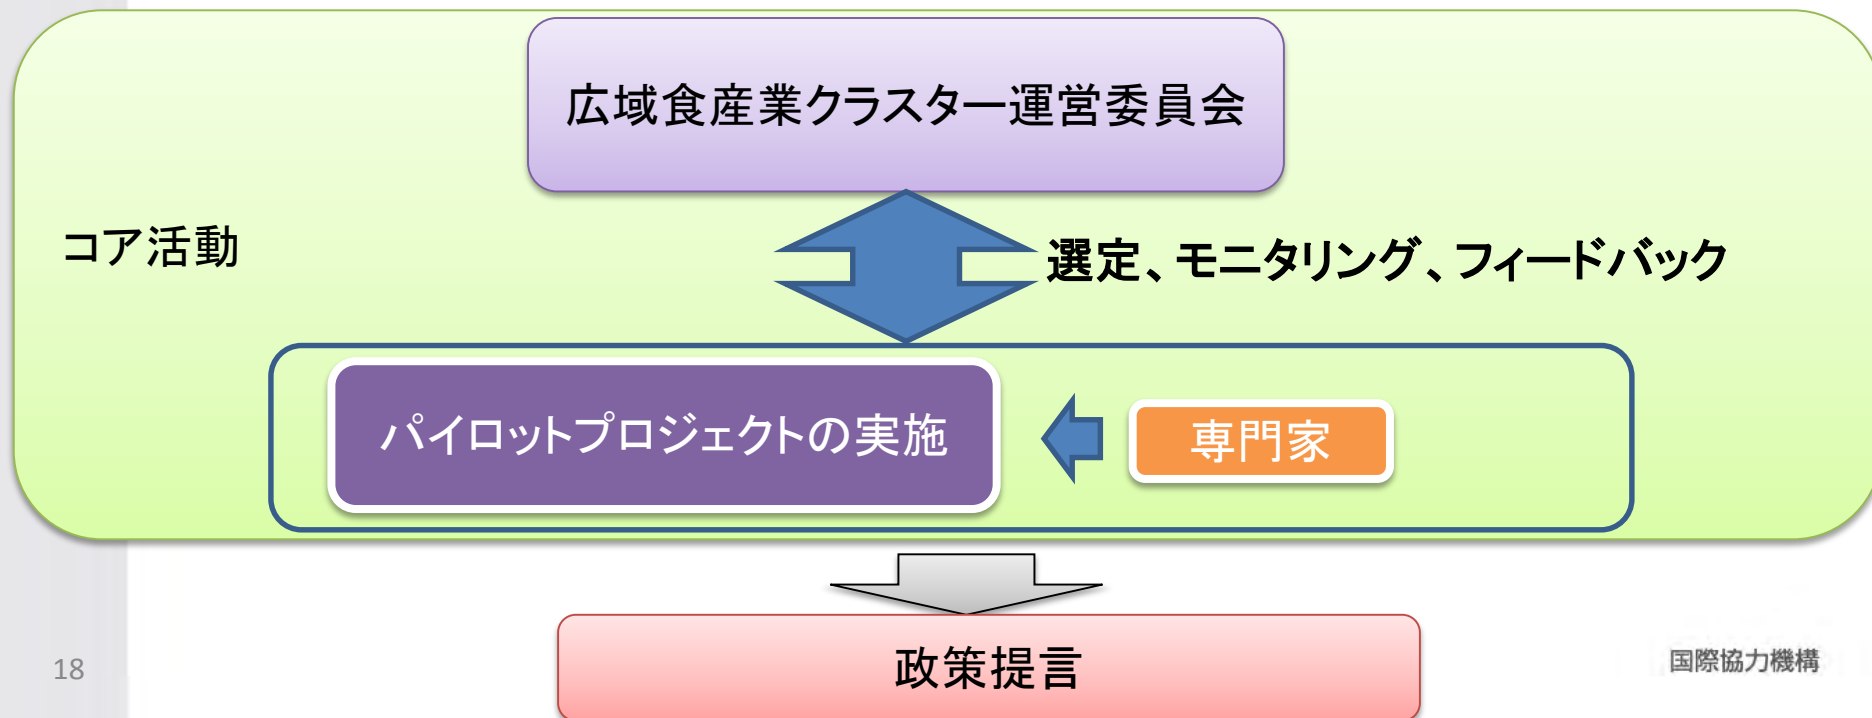 広域食産業クラスター運営委員会
コア活動
選定、モニタリング、フィードバック
パイロットプロジェクトの実施
専門家
政策提言
18
国際協力機構